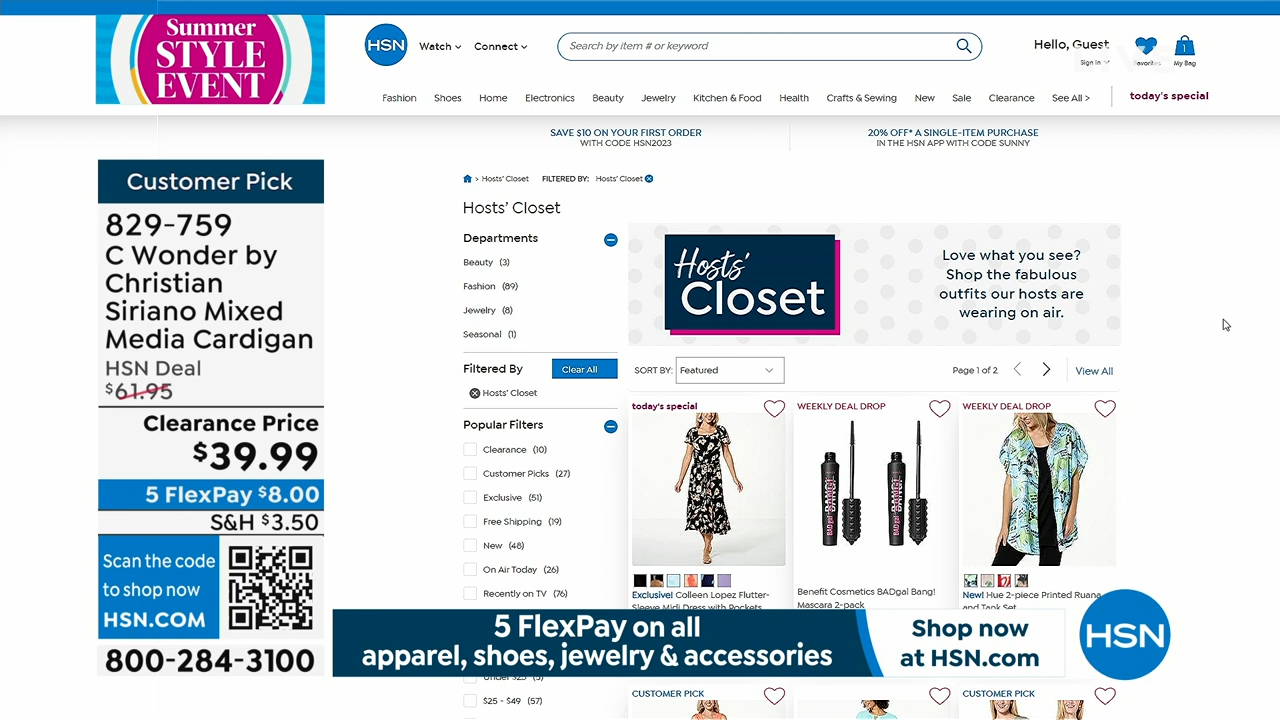 Summer
STYLE
EVENT
HSN
Watch
Connect
Search by item # or keyword
Hello, Guest
Sign In
Favorites
1
My Bag
Fashion
Shoes
Home
Electronics
Beauty
Jewelry
Kitchen & Food
Health
Crafts & Sewing
New
Sale
Clearance
See All >
today's special
SAVE $10 ON YOUR FIRST ORDER
WITH CODE HSN2023
20% OFF* A SINGLE-ITEM PURCHASE
IN THE HSN APP WITH CODE SUNNY
Customer Pick
829-759
C Wonder by
Christian
Siriano Mixed
Media Cardigan
HSN Deal
$61.95
Clearance Price
$39.99
5 FlexPay $8.00
S&H $3.50
Scan the code
to shop now
HSN.COM
800-284-3100
> Hosts' Closet FILTERED BY: Hosts' Closet
Hosts' Closet
Departments
Beauty (3)
Fashion (89)
Jewelry (8)
Seasonal (1)
Filtered By
Clear All
Hosts' Closet
Popular Filters
Clearance (10)
Customer Picks (27)
Exclusive (51)
Free Shipping (19)
New (48)
On Air Today (26)
Recently on TV (76)
$25 - $49 (57)
Hosts'
Closet
Love what you see?
Shop the fabulous
outfits our hosts are
wearing on air.
SORT BY: Featured
Page 1 of 2
View All
today's special
WEEKLY DEAL DROP
WEEKLY DEAL DROP
BADgal BANG!
BADgal BANG!
Exclusive! Colleen Lopez Flutter-
Sleeve Midi Dress with Pockets
Benefit Cosmetics BADgal Bang!
Mascara 2-pack
New! Hue 2-piece Printed Ruana
and Tank Set
5 FlexPay on all
apparel, shoes, jewelry & accessories
Shop now
at HSN.com
HSN
CUSTOMER PICK
CUSTOMER PICK